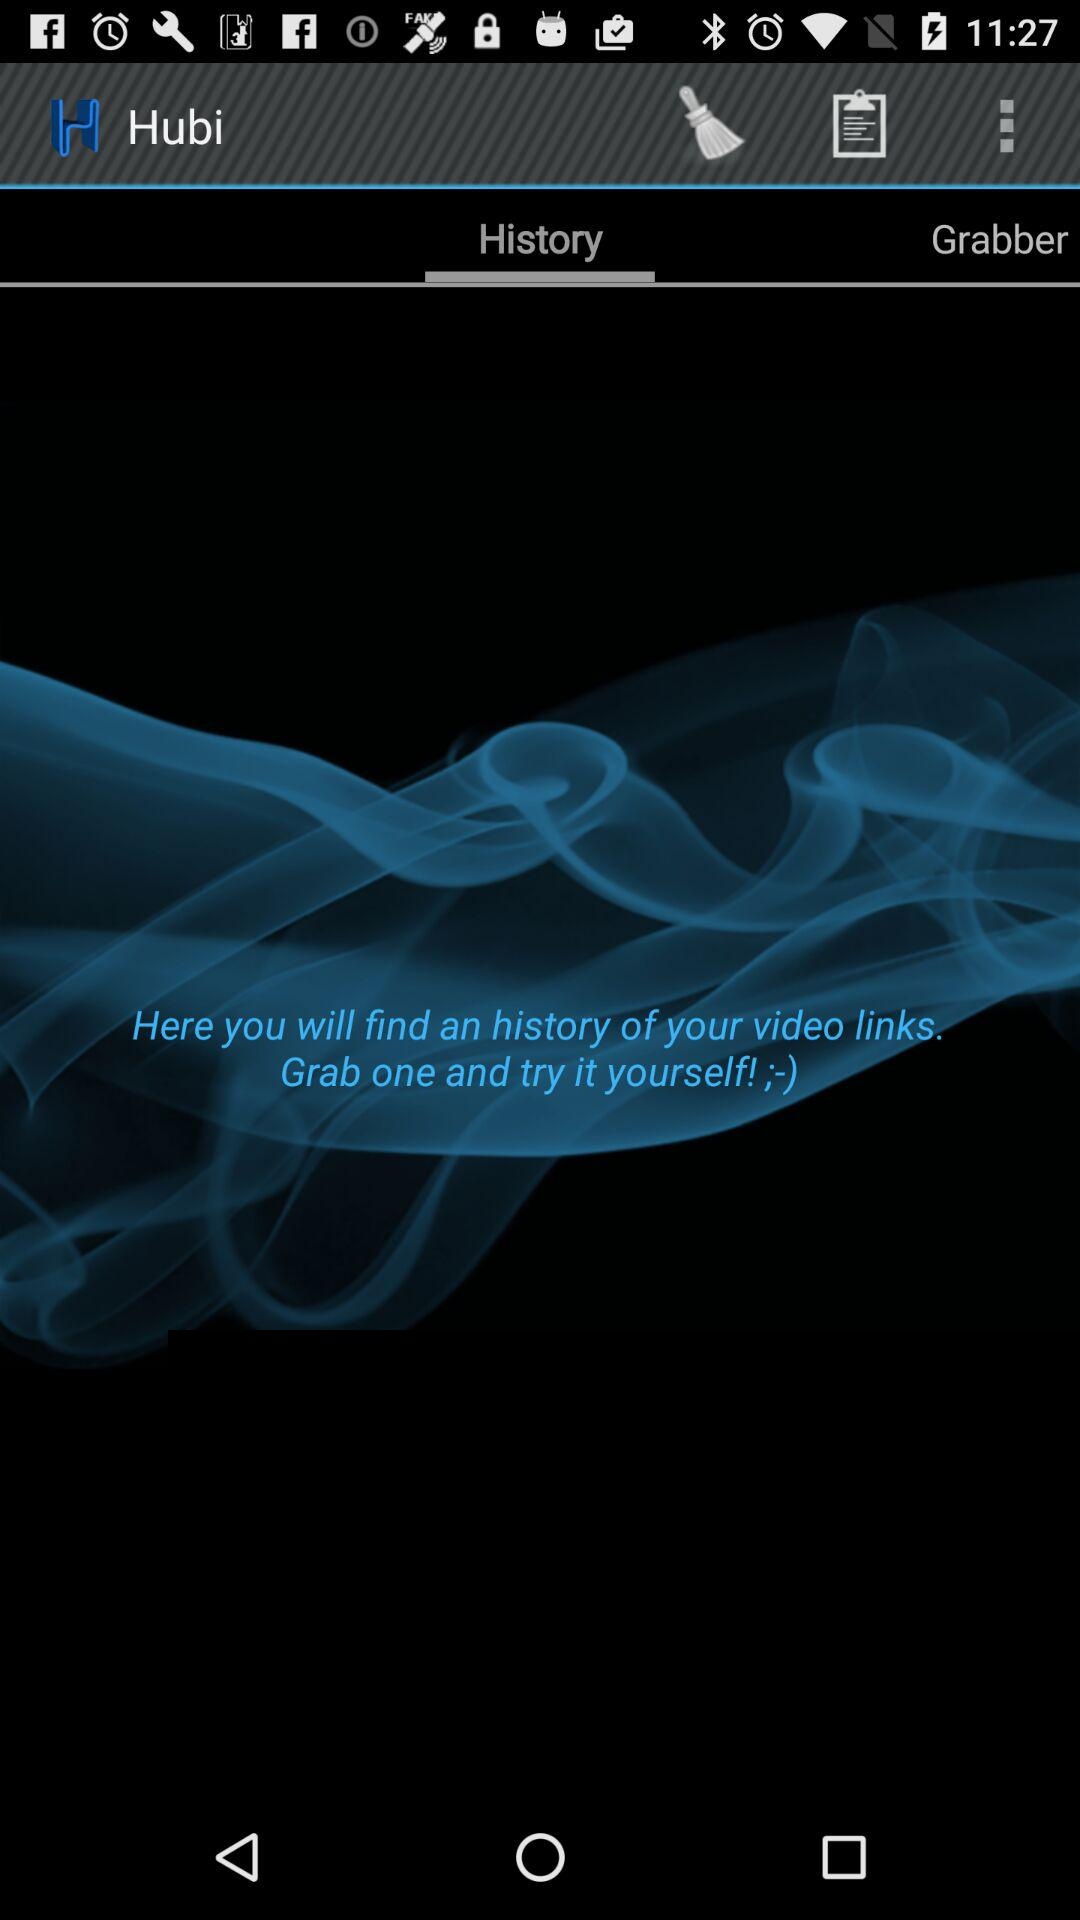 FAKE
11:27
Hubi
History
Grabber
Here you will find an history of your video links.
Grab one and try it yourself! ;-)